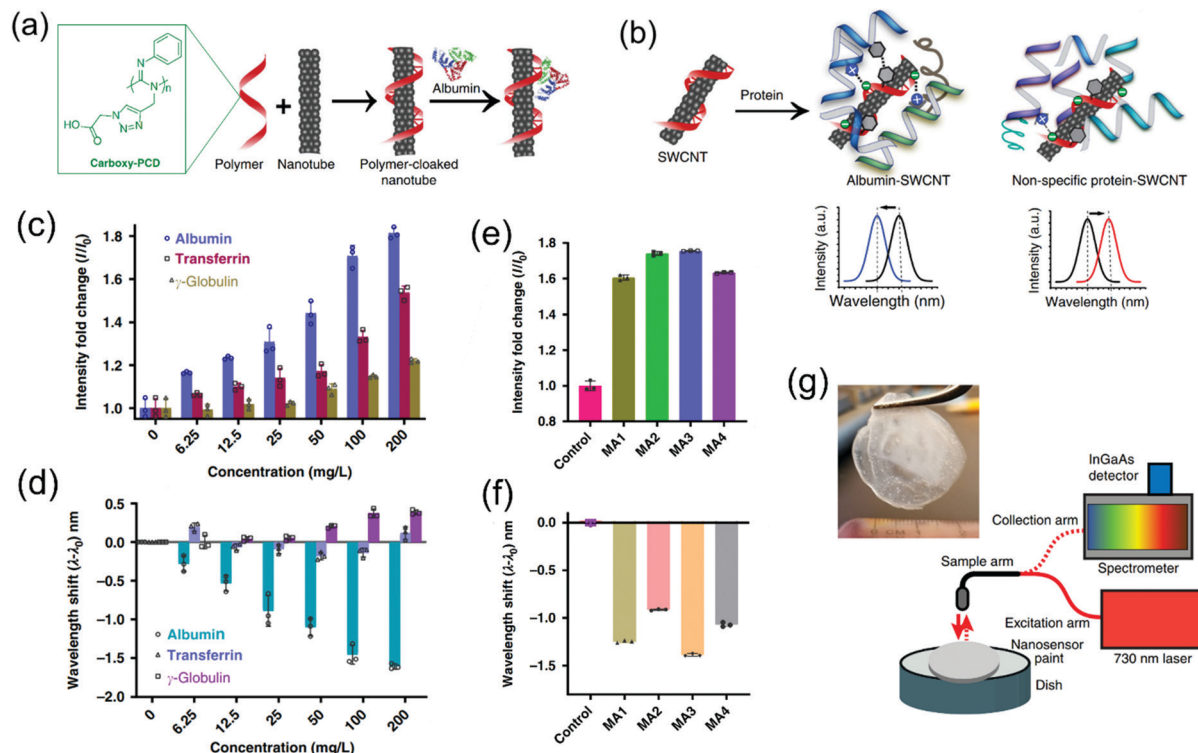 (a)
N
N
n
N
N=N
HO
O
Carboxy-PCD
Polymer
+
Nanotube
Polymer-cloaked
nanotube
Albumin
(b)
SWCNT
Protein
Albumin-SWCNT
Non-specific protein-SWCNT
Intensity (a.u.)
Wavelength (nm)
Intensity (a.u.)
Wavelength (nm)
(c)
Intensity fold change (I/I0)
1.8
1.6
1.4
1.2
1.0
Albumin
Transferrin
γ-Globulin
0
6.25
12.5
25
50
100
200
Concentration (mg/L)
(d)
Wavelength shift (λ-λ0) nm
0.5
0.0
−0.5
−1.0
−1.5
−2.0
Albumin
Transferrin
γ-Globulin
0
6.25
12.5
25
50
100
200
Concentration (mg/L)
(e)
Intensity fold change (I/I0)
1.8
1.6
1.4
1.2
1.0
0.8
Control
MA1
MA2
MA3
MA4
(f)
Wavelength shift (λ-λ0) nm
0.0
−0.5
−1.0
−1.5
Control
MA1
MA2
MA3
MA4
(g)
InGaAs
detector
Collection arm
Spectrometer
Sample arm
Excitation arm
730 nm laser
Nanosensor
paint
Dish